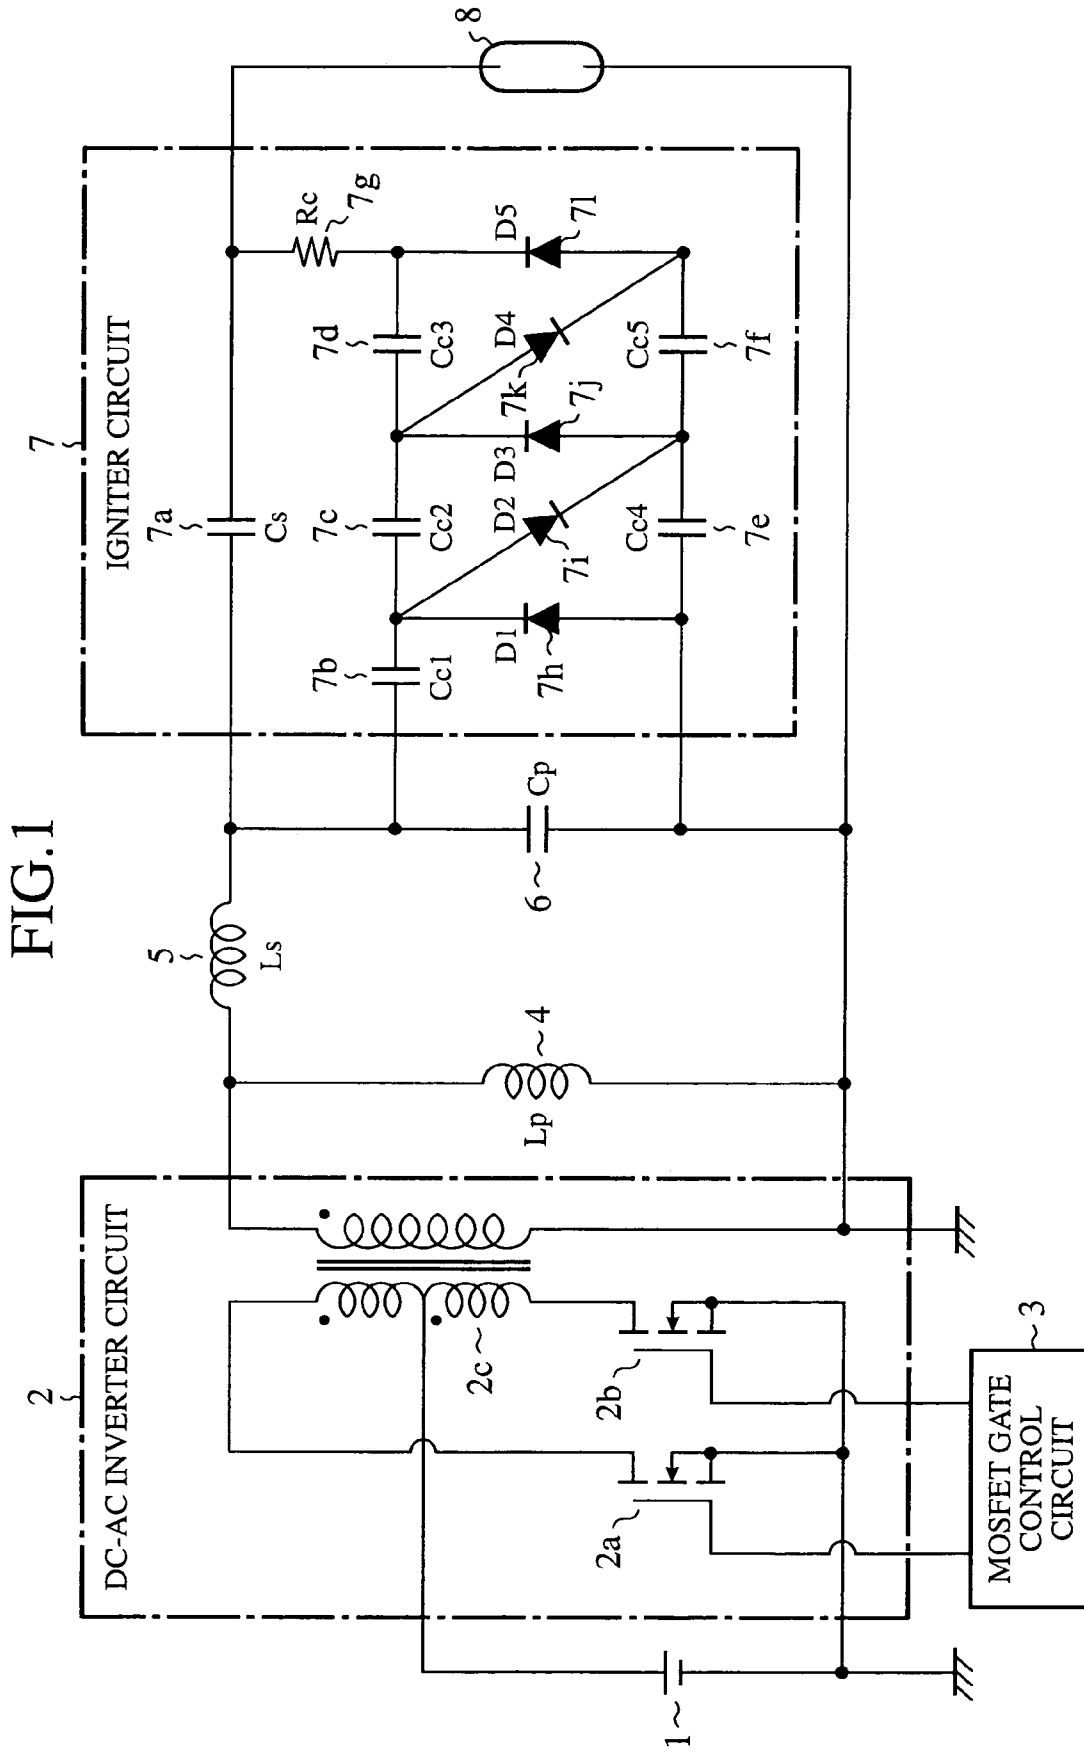 FIG.1
2
DC-AC INVERTER CIRCUIT
7
IGNITER CIRCUIT
5
Ls
7a
Cs
Rc
7g
8
7b
Cc1
7c
Cc2
7d
Cc3
D1
7h
D2
7i
D3
7j
D4
7k
D5
7l
Cc4
7e
Cc5
7f
4
Lp
6
Cp
2c
2a
2b
1
MOSFET GATE
CONTROL
CIRCUIT
3